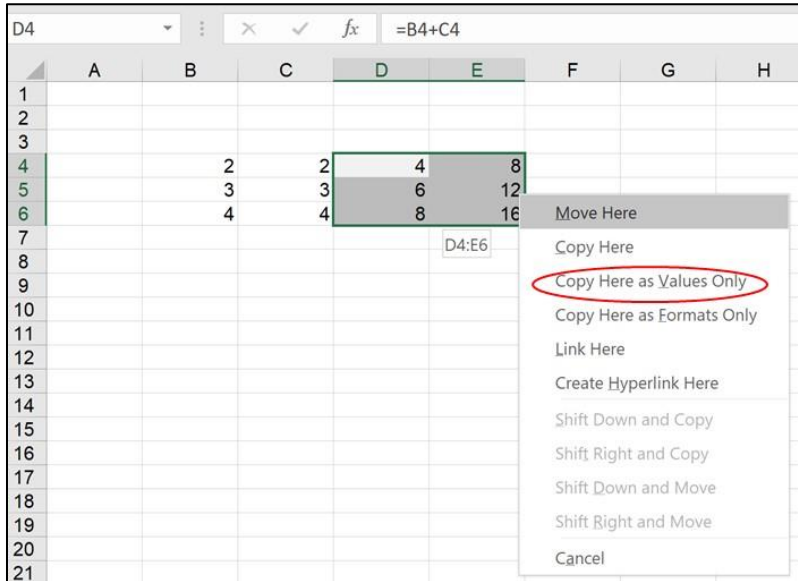 D4 fx =B4+C4
A B C D E F G H
1
2
3
4 2 2 4 8
5 3 3 6 12
6 4 4 8 16 Move Here
7 D4:E6 Copy Here
8
9 Copy Here as Values Only
10 Copy Here as Formats Only
11 Link Here
12
13 Create Hyperlink Here
14 Shift Down and Copy
15
16 Shift Right and Copy
17
18 Shift Down and Move
19 Shift Right and Move
20 Cancel
21